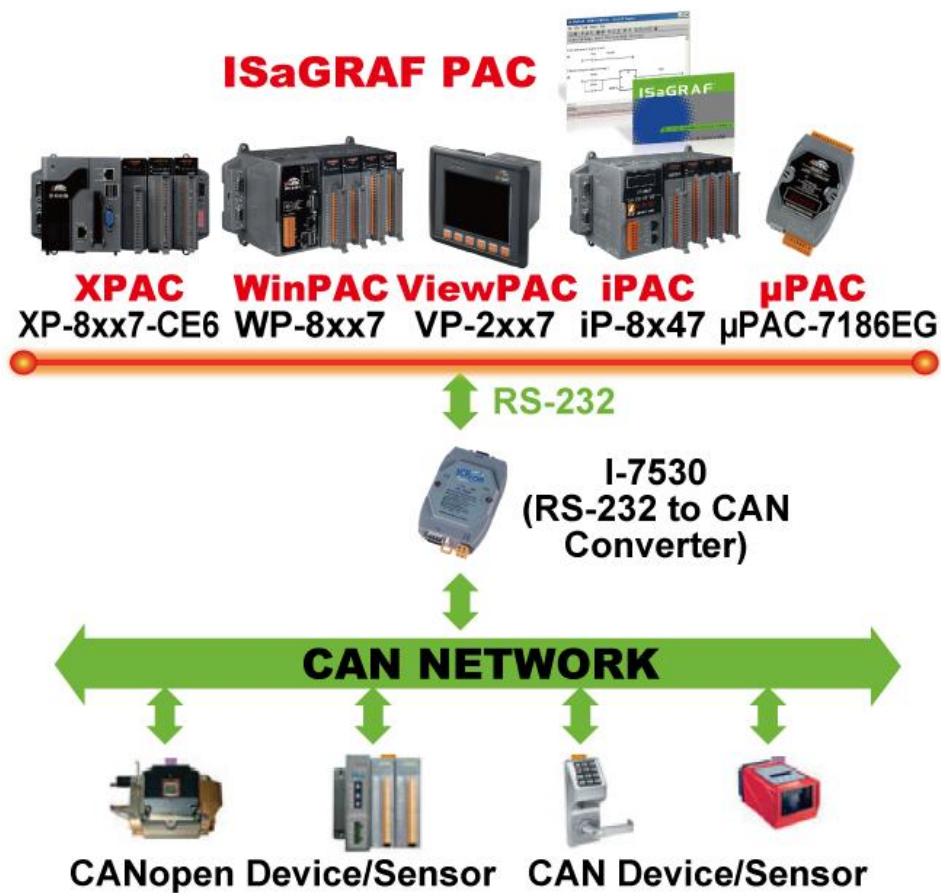 ISaGRAF PAC
ISaGRAF
XPAC WinPAC ViewPAC iPAC µPAC
XP-8xx7-CE6 WP-8xx7 VP-2xx7 iP-8x47 µPAC-7186EG
RS-232
I-7530
(RS-232 to CAN
Converter)
CAN NETWORK
CANopen Device/Sensor CAN Device/Sensor